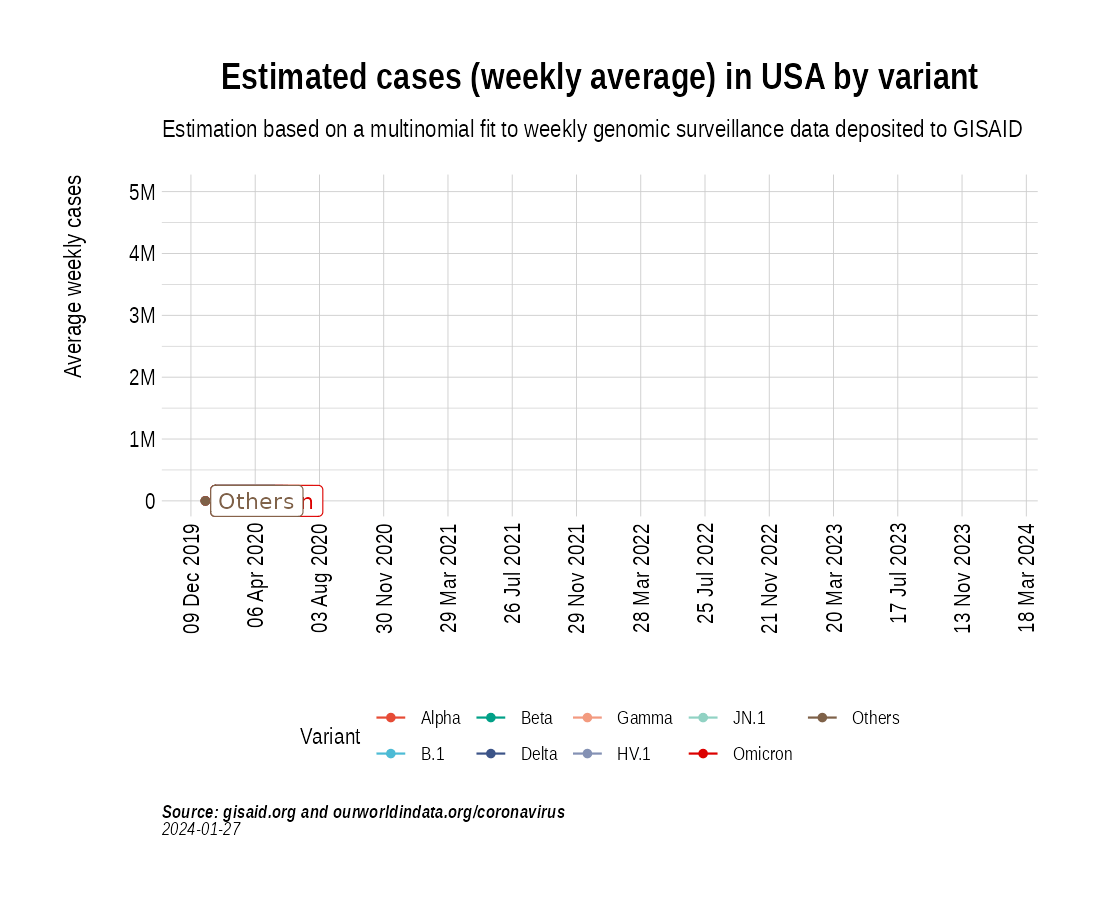 Estimated cases (weekly average) in USA by variant
Estimation based on a multinomial fit to weekly genomic surveillance data deposited to GISAID
Average weekly cases
5M
4M
3M
2M
1M
0
Others
n
09 Dec 2019
06 Apr 2020
03 Aug 2020
30 Nov 2020
29 Mar 2021
26 Jul 2021
29 Nov 2021
28 Mar 2022
25 Jul 2022
21 Nov 2022
20 Mar 2023
17 Jul 2023
13 Nov 2023
18 Mar 2024
Variant
Alpha Beta Gamma JN.1 Others
B.1 Delta HV.1 Omicron
Source: gisaid.org and ourworldindata.org/coronavirus
2024-01-27